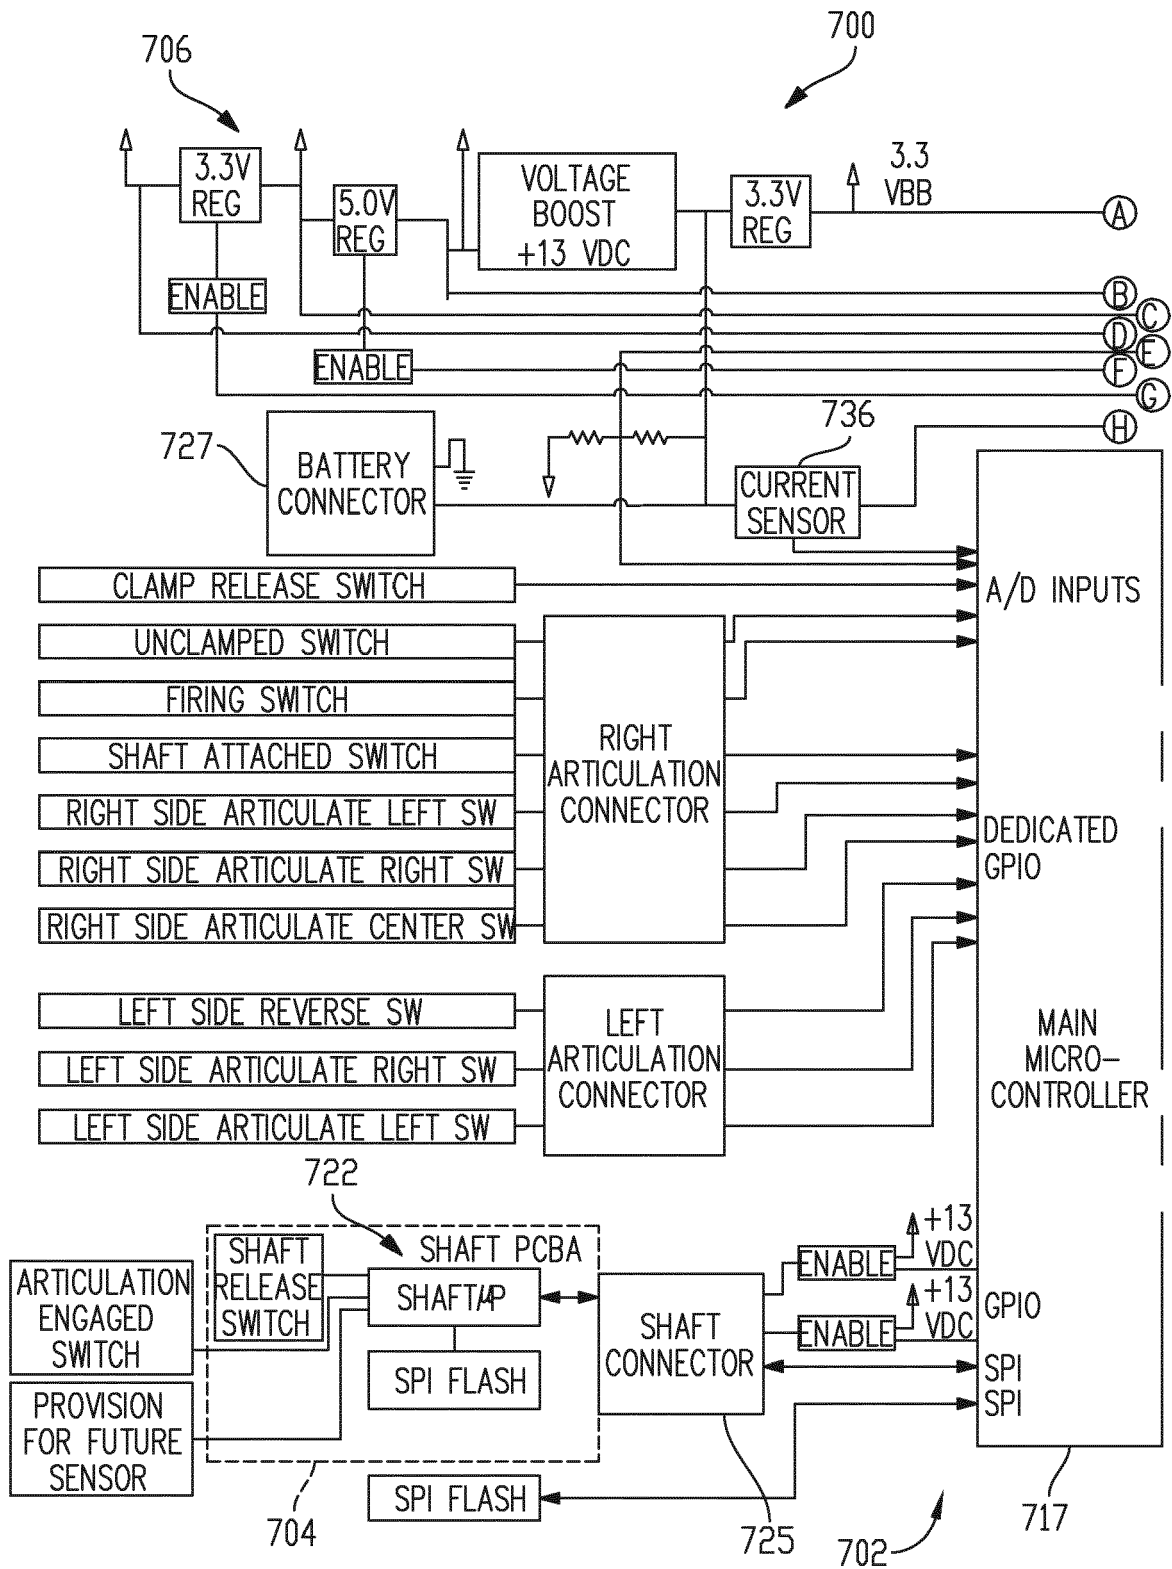 700
706
3.3V
REG
5.0V
REG
VOLTAGE
BOOST
+13 VDC
3.3V
REG
3.3
VBB
A
ENABLE
B
C
D
E
ENABLE
F
G
736
H
727
BATTERY
CONNECTOR
CURRENT
SENSOR
CLAMP RELEASE SWITCH
A/D INPUTS
UNCLAMPED SWITCH
FIRING SWITCH
SHAFT ATTACHED SWITCH
RIGHT SIDE ARTICULATE LEFT SW
RIGHT SIDE ARTICULATE RIGHT SW
RIGHT SIDE ARTICULATE CENTER SW
RIGHT
ARTICULATION
CONNECTOR
DEDICATED
GPIO
LEFT SIDE REVERSE SW
LEFT SIDE ARTICULATE RIGHT SW
LEFT SIDE ARTICULATE LEFT SW
LEFT
ARTICULATION
CONNECTOR
MAIN
MICRO-
CONTROLLER
722
SHAFT PCBA
SHAFT
RELEASE
SWITCH
SHAFT μP
SPI FLASH
ARTICULATION
ENGAGED
SWITCH
PROVISION
FOR FUTURE
SENSOR
SHAFT
CONNECTOR
ENABLE
+13
VDC
ENABLE
+13
VDC
GPIO
SPI
SPI
SPI FLASH
704
725
702
717